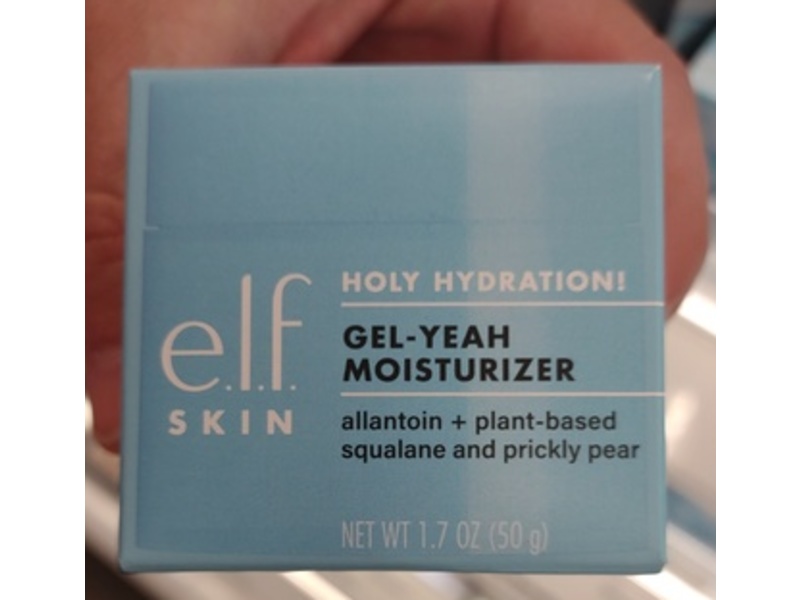 e.l.f.
SKIN
HOLY HYDRATION!
GEL-YEAH
MOISTURIZER
allantoin + plant-based
squalane and prickly pear
NET WT 1.7 OZ (50 g)